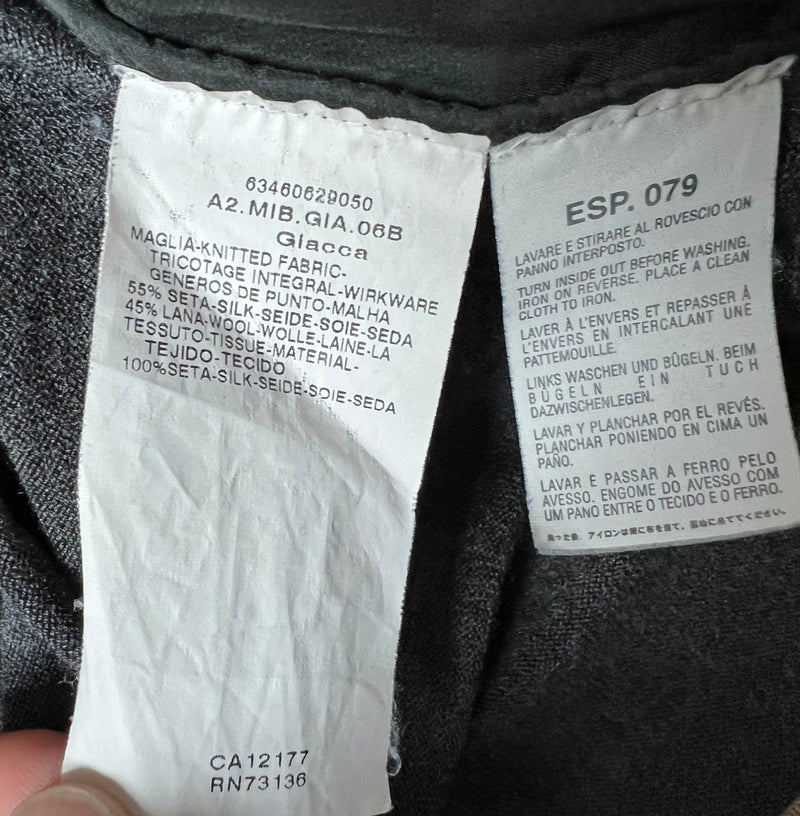 63460629050
A2.MIB.GIA.06B
Giacca
MAGLIA-KNITTED FABRIC-
TRICOTAGE INTEGRAL-WIRKWARE
GENEROS DE PUNTO-MALHA
55% SETA-SILK-SEIDE-SOIE-SEDA
45% LANA-WOOL-WOLLE-LAINE-LA
TESSUTO-TISSUE-MATERIAL-
TEJIDO-TECIDO
100%SETA-SILK-SEIDE-SOIE-SEDA
CA12177
RN73136
ESP. 079
LAVARE E STIRARE AL ROVESCIO CON
PANNO INTERPOSTO.
TURN INSIDE OUT BEFORE WASHING.
IRON ON REVERSE. PLACE A CLEAN
CLOTH TO IRON.
LAVER À L'ENVERS ET REPASSER À
L'ENVERS EN INTERCALANT UNE
PATTEMOUILLE.
LINKS WASCHEN UND BÜGELN. BEIM
BÜGELN EIN TUCH
DAZWISCHENLEGEN.
LAVAR Y PLANCHAR POR EL REVÉS.
PLANCHAR PONIENDO EN CIMA UN
PAÑO.
LAVAR E PASSAR A FERRO PELO
AVESSO. ENGOME DO AVESSO COM
UM PANO ENTRE O TECIDO E O FERRO.
アイロンは